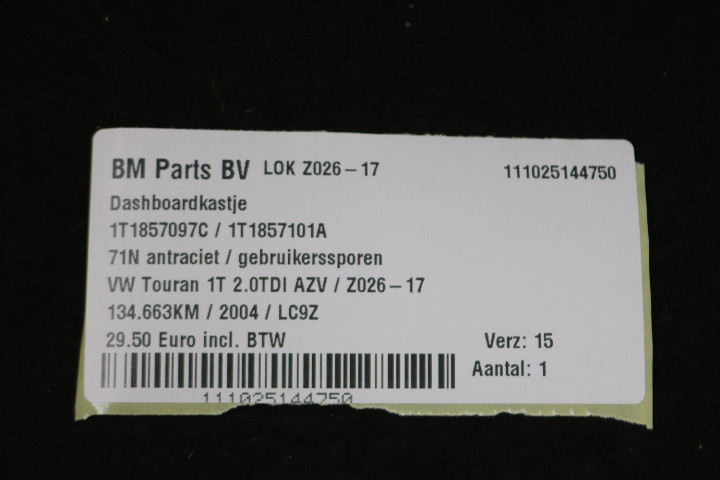 BM Parts BV LOK Z026-17 111025144750
Dashboardkastje
1T1857097C / 1T1857101A
71N antraciet / gebruikerssporen
VW Touran 1T 2.0TDI AZV / Z026-17
134.663KM / 2004 / LC9Z
29.50 Euro incl. BTW Verz: 15
Aantal: 1
111025144750